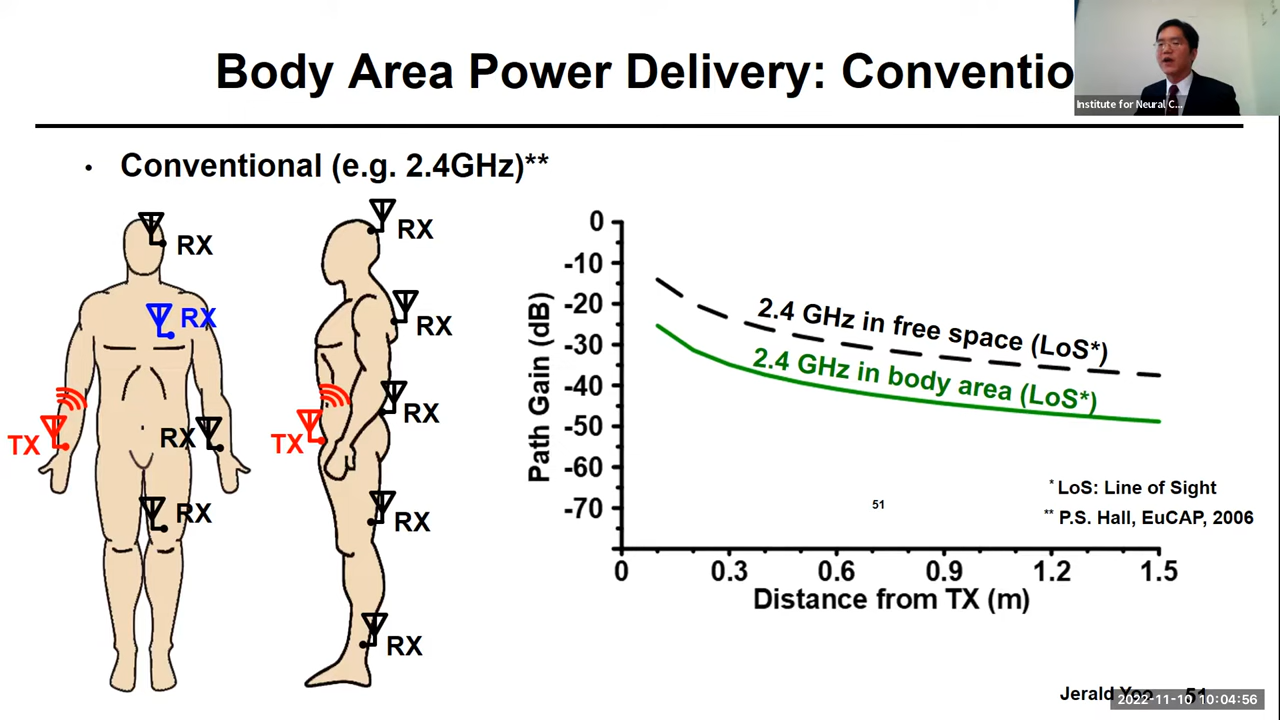 Body Area Power Delivery: Conventio
Institute for Neural C...
• Conventional (e.g. 2.4GHz)**
RX
RX
TX
RX
RX
RX
RX
TX
RX
RX
RX
Path Gain (dB)
0
-10
-20
-30
-40
-50
-60
-70
2.4 GHz in free space (LoS*)
2.4 GHz in body area (LoS*)
51
* LoS: Line of Sight
** P.S. Hall, EuCAP, 2006
0 0.3 0.6 0.9 1.2 1.5
Distance from TX (m)
Jerald Yoo 51
2022-11-10 10:04:56